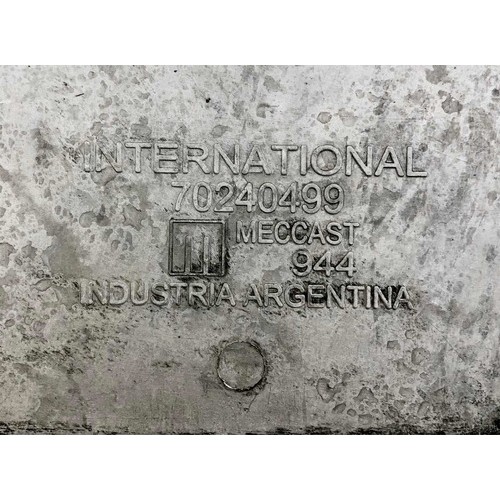 INTERNATIONAL
70240499
MECCAST
944
INDUSTRIA ARGENTINA